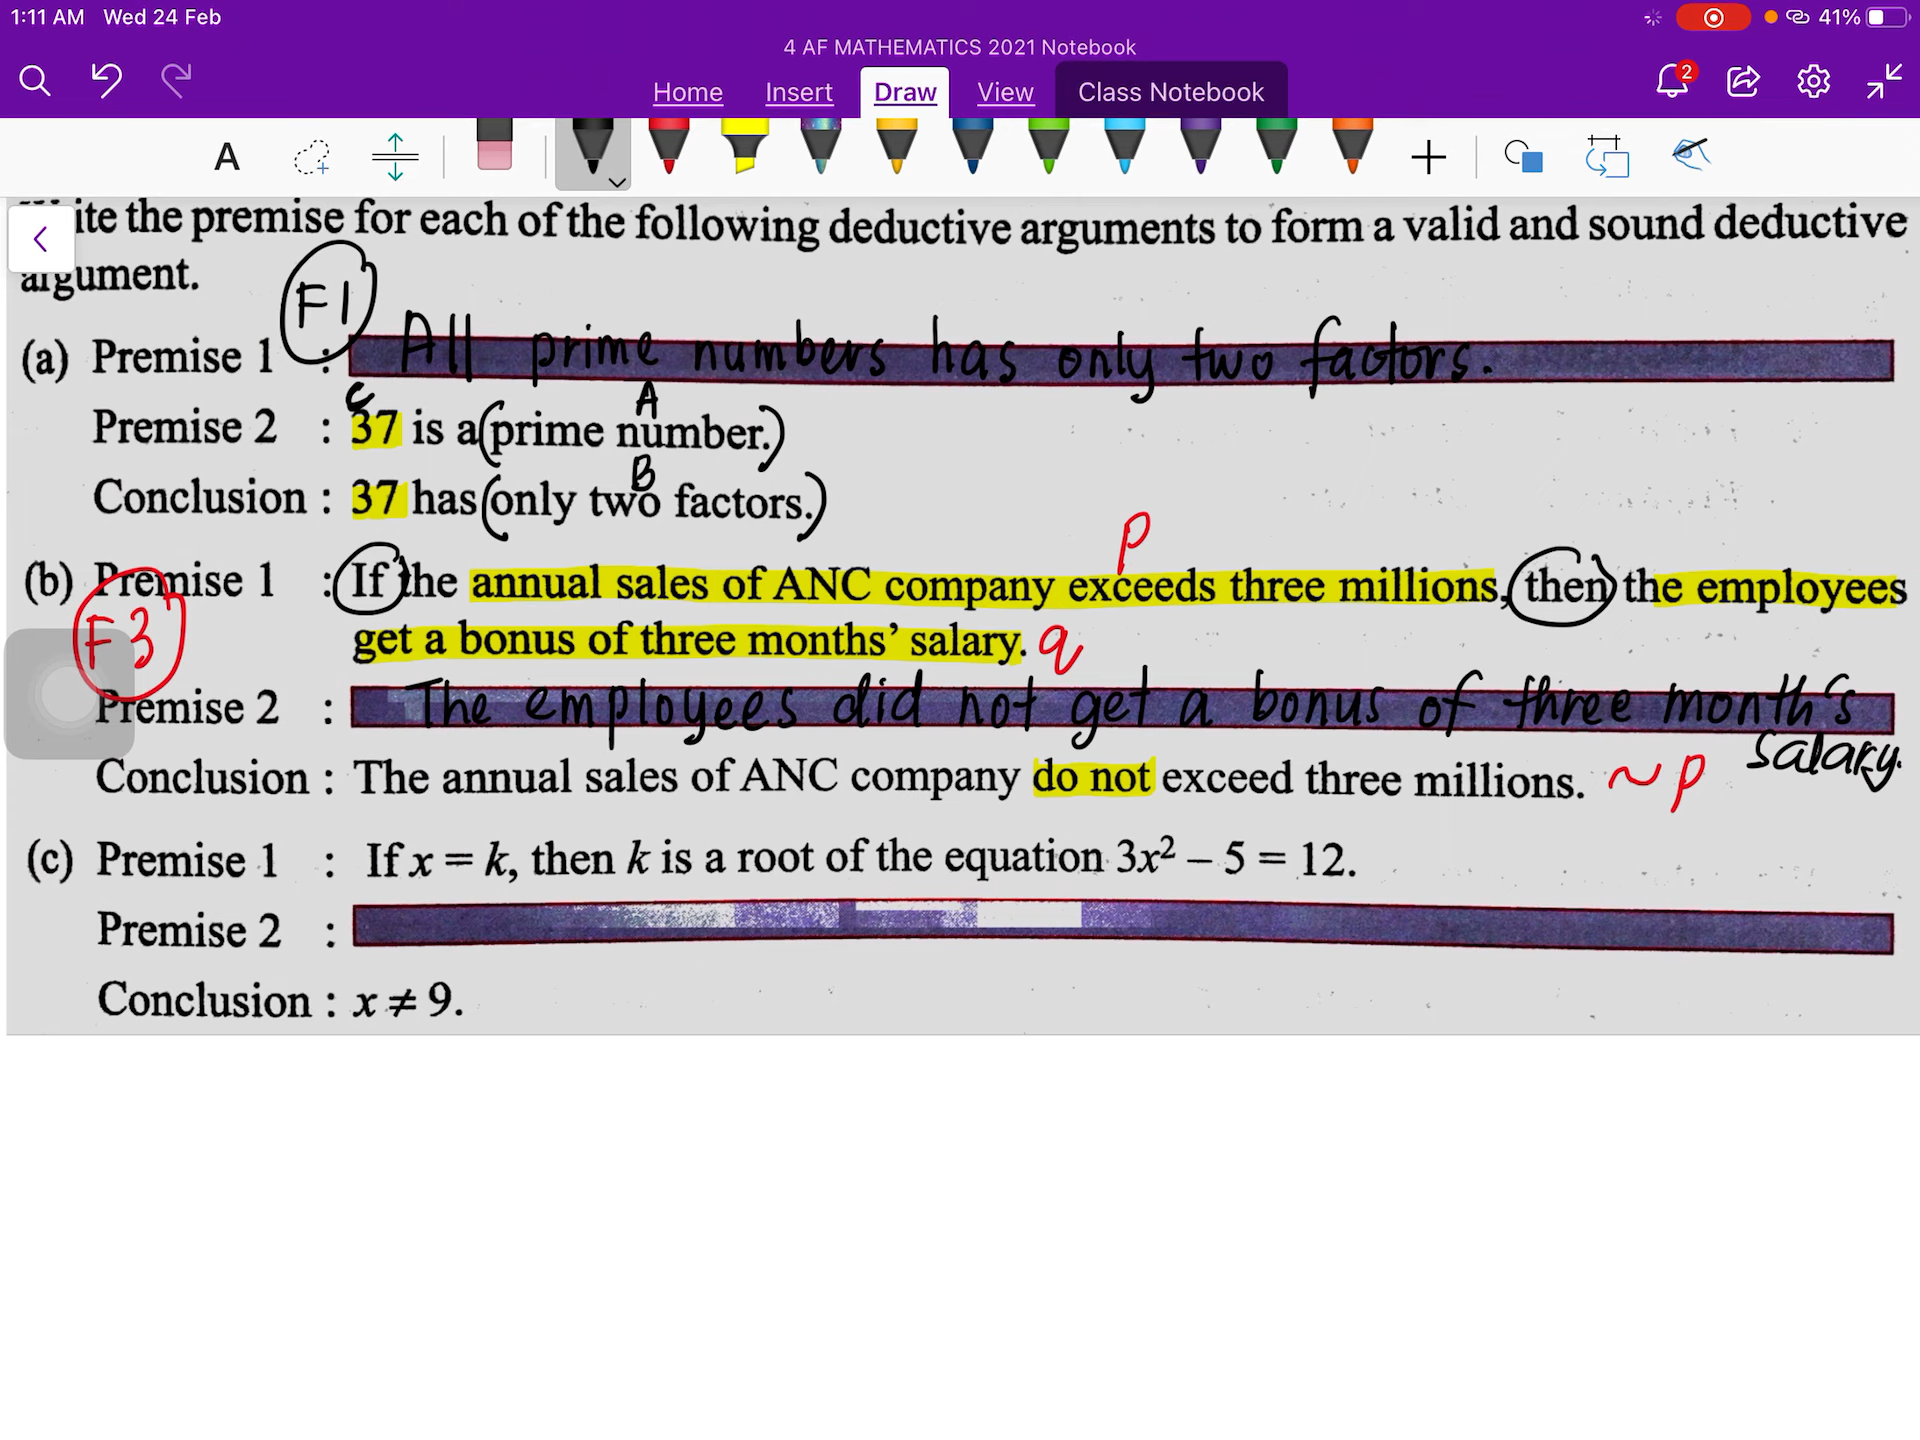 1:11 AM Wed 24 Feb
41%
4 AF MATHEMATICS 2021 Notebook
2
Home Insert Draw View Class Notebook
A
ite the premise for each of the following deductive arguments to form a valid and sound deductive
argument.
F1
(a) Premise 1 : All prime numbers has only two factors.
C A
Premise 2 : 37 is a prime number.
B
Conclusion : 37 has only two factors.
p
(b) Premise 1 : If the annual sales of ANC company exceeds three millions, then the employees
get a bonus of three months’ salary. q
F3
Premise 2 : The employees did not get a bonus of three month's
salary.
Conclusion : The annual sales of ANC company do not exceed three millions. ~p
(c) Premise 1 : If x = k, then k is a root of the equation 3x² – 5 = 12.
Premise 2 :
Conclusion : x ≠ 9.